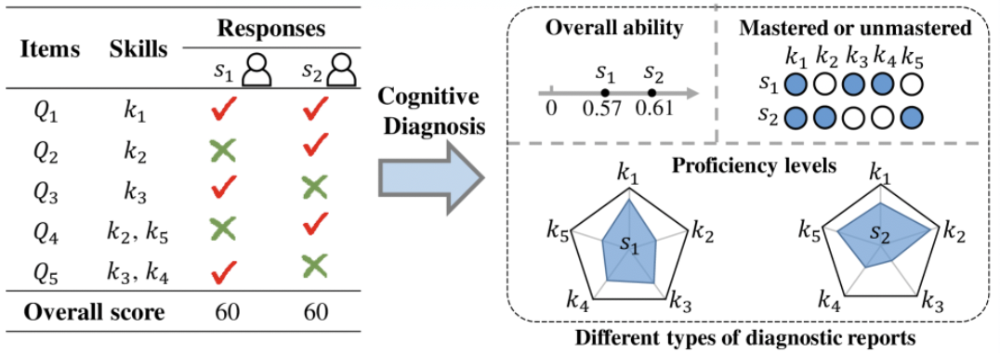 Items Skills Responses
s₁ s₂
Q₁ k₁ ✓ ✓
Q₂ k₂ ✗ ✓
Q₃ k₃ ✓ ✗
Q₄ k₂, k₅ ✗ ✓
Q₅ k₃, k₄ ✓ ✗
Overall score 60 60
Cognitive
Diagnosis
Overall ability
s₁ s₂
0 0.57 0.61
Mastered or unmastered
k₁ k₂ k₃ k₄ k₅
s₁
s₂
Proficiency levels
k₁
k₅ s₁ k₂
k₄ k₃
k₁
k₅ s₂ k₂
k₄ k₃
Different types of diagnostic reports